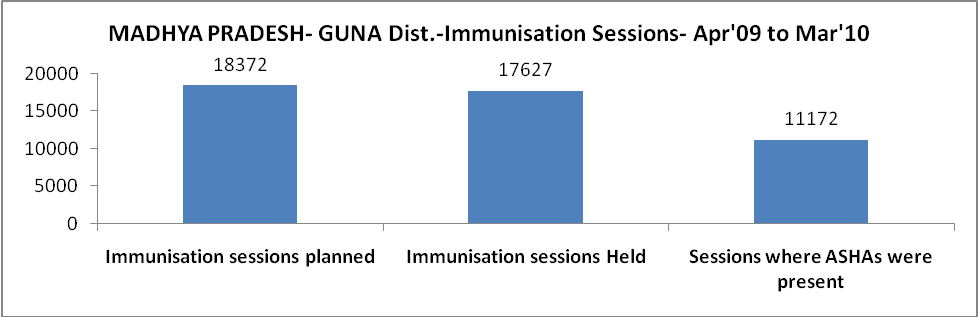 MADHYA PRADESH- GUNA Dist.-Immunisation Sessions- Apr'09 to Mar'10
20000
15000
10000
5000
0
18372
17627
11172
Immunisation sessions planned
Immunisation sessions Held
Sessions where ASHAs were
present